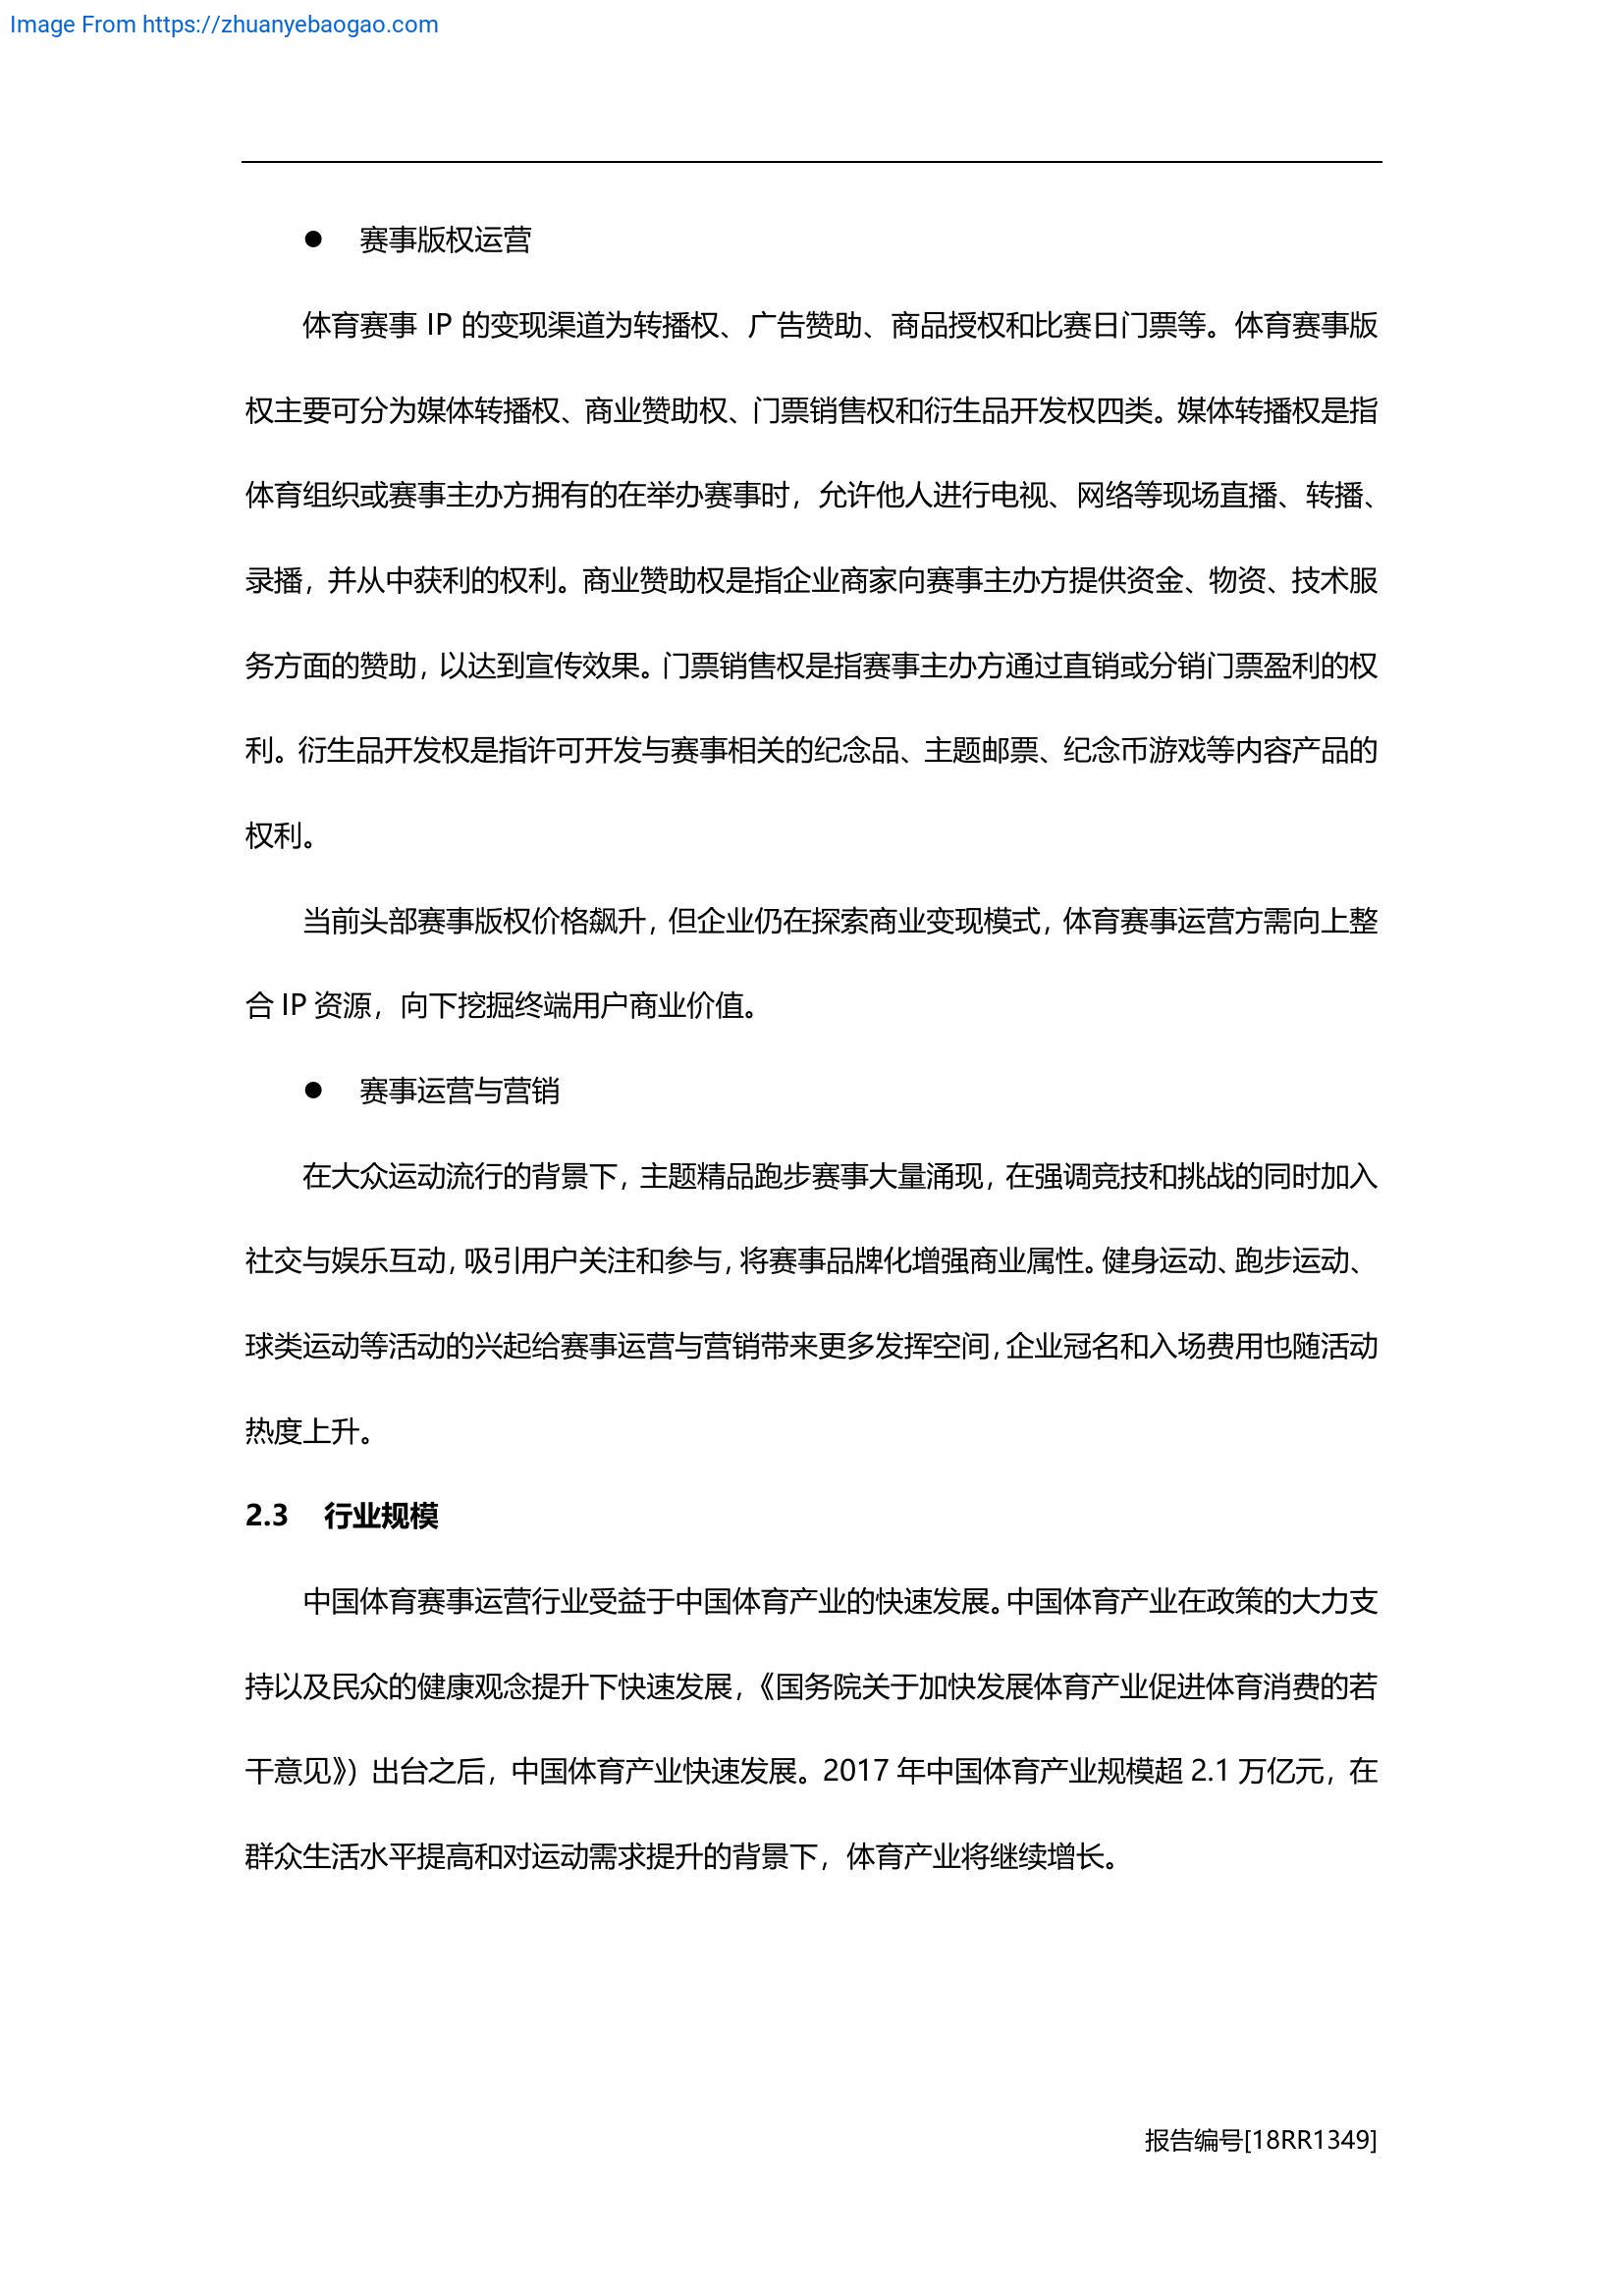 Image From https://zhuanyebaogao.com
● 赛事版权运营
体育赛事 IP 的变现渠道为转播权、广告赞助、商品授权和比赛日门票等。体育赛事版
权主要可分为媒体转播权、商业赞助权、门票销售权和衍生品开发权四类。媒体转播权是指
体育组织或赛事主办方拥有的在举办赛事时，允许他人进行电视、网络等现场直播、转播、
录播，并从中获利的权利。商业赞助权是指企业商家向赛事主办方提供资金、物资、技术服
务方面的赞助，以达到宣传效果。门票销售权是指赛事主办方通过直销或分销门票盈利的权
利。衍生品开发权是指许可开发与赛事相关的纪念品、主题邮票、纪念币游戏等内容产品的
权利。
当前头部赛事版权价格飙升，但企业仍在探索商业变现模式，体育赛事运营方需向上整
合 IP 资源，向下挖掘终端用户商业价值。
● 赛事运营与营销
在大众运动流行的背景下，主题精品跑步赛事大量涌现，在强调竞技和挑战的同时加入
社交与娱乐互动，吸引用户关注和参与，将赛事品牌化增强商业属性。健身运动、跑步运动、
球类运动等活动的兴起给赛事运营与营销带来更多发挥空间，企业冠名和入场费用也随活动
热度上升。
2.3 行业规模
中国体育赛事运营行业受益于中国体育产业的快速发展。中国体育产业在政策的大力支
持以及民众的健康观念提升下快速发展，《国务院关于加快发展体育产业促进体育消费的若
干意见》）出台之后，中国体育产业快速发展。2017 年中国体育产业规模超 2.1 万亿元，在
群众生活水平提高和对运动需求提升的背景下，体育产业将继续增长。
报告编号[18RR1349]